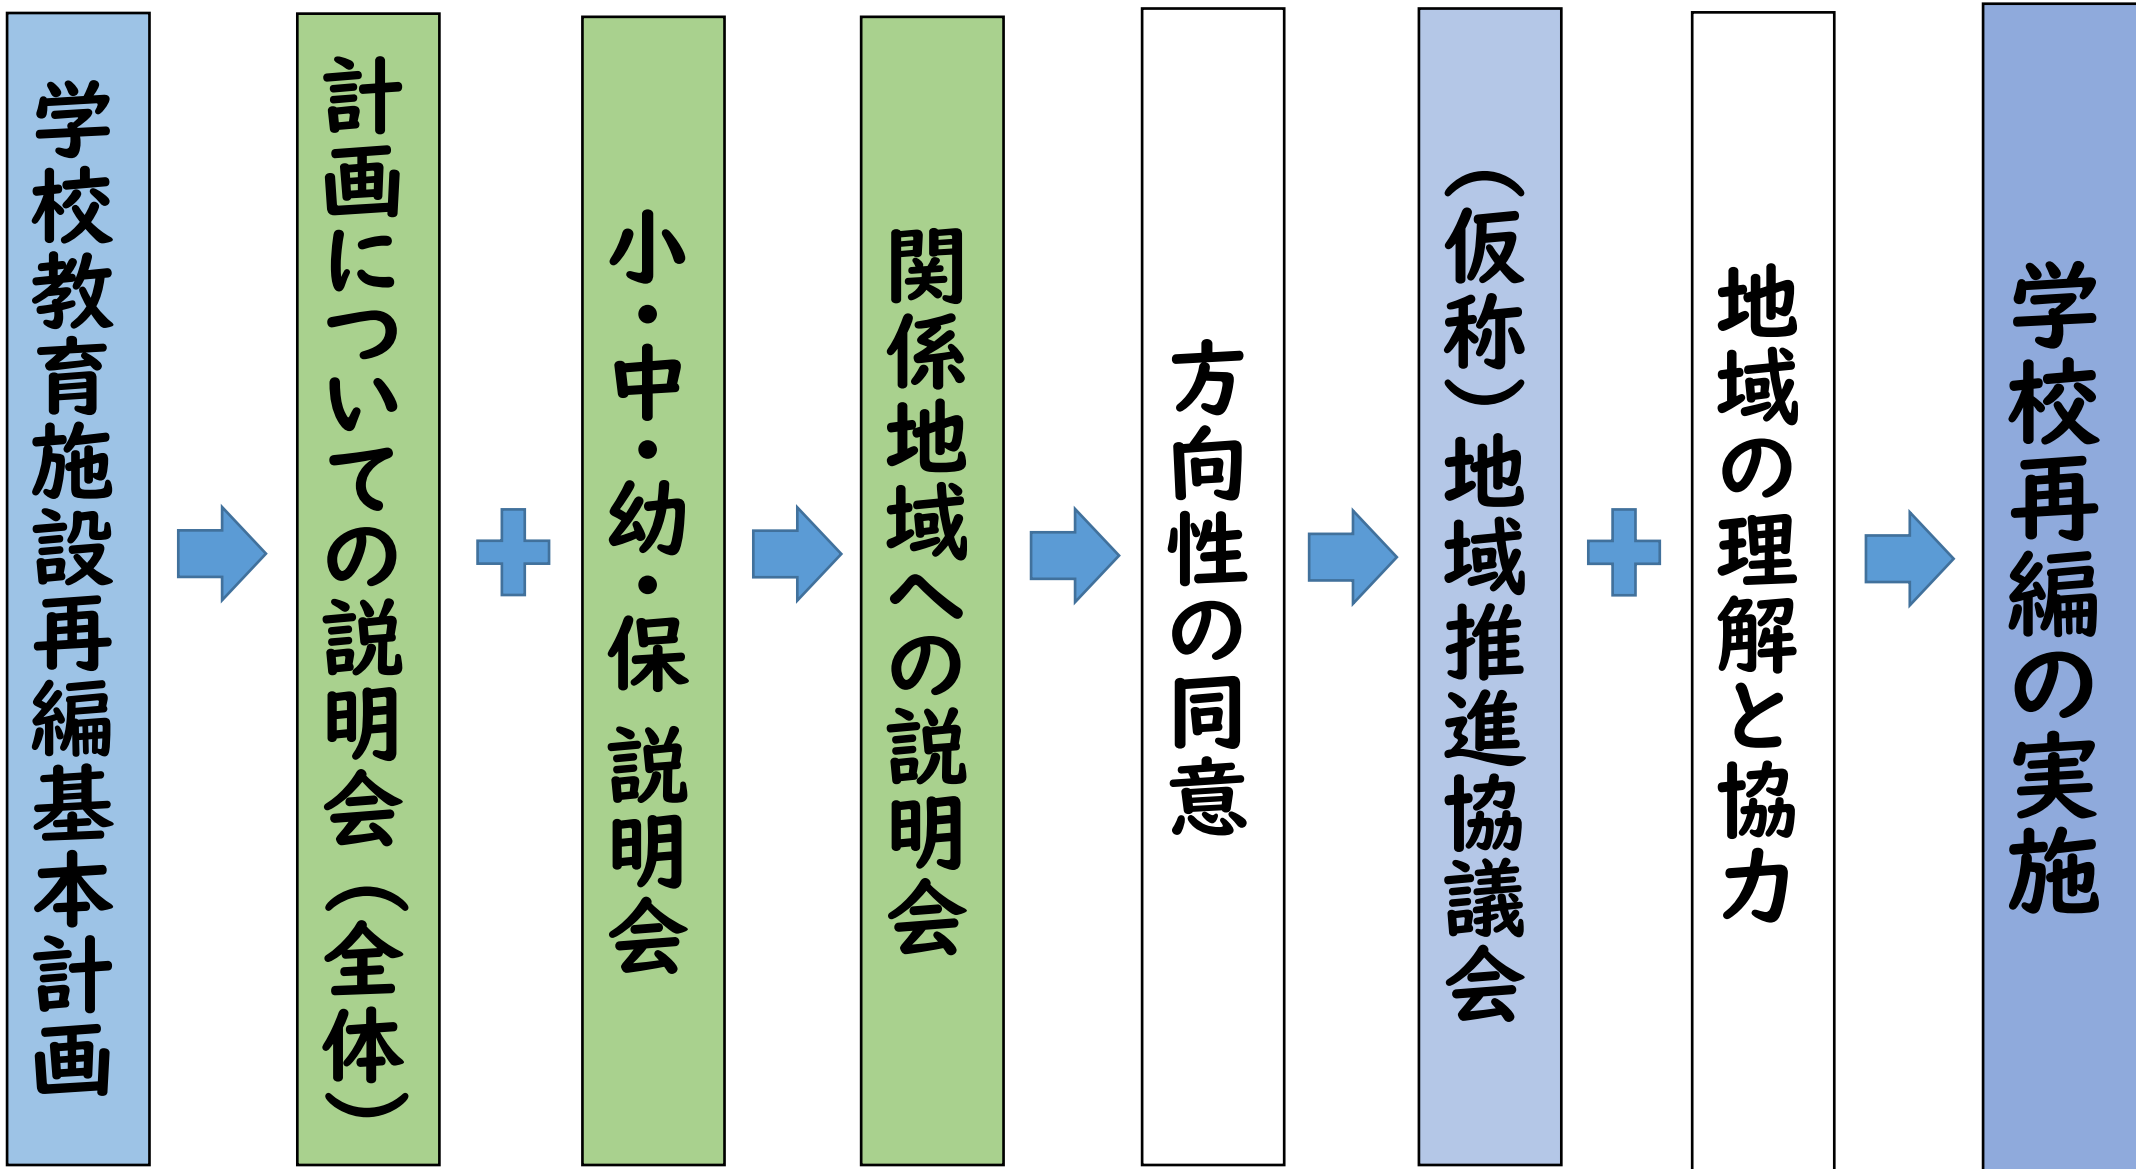 学校教育施設再編基本計画
計画についての説明会（全体）
小・中・幼・保 説明会
関係地域への説明会
方向性の同意
（仮称）地域推進協議会
地域の理解と協力
学校再編の実施